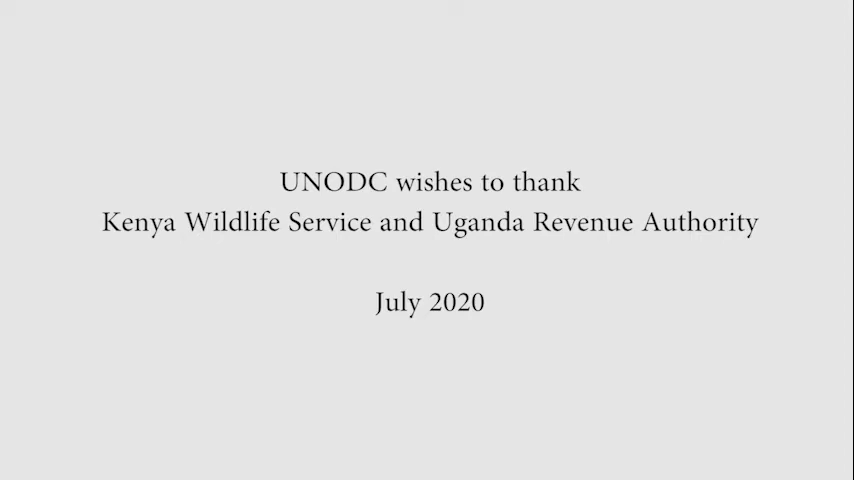 UNODC wishes to thank
Kenya Wildlife Service and Uganda Revenue Authority
July 2020